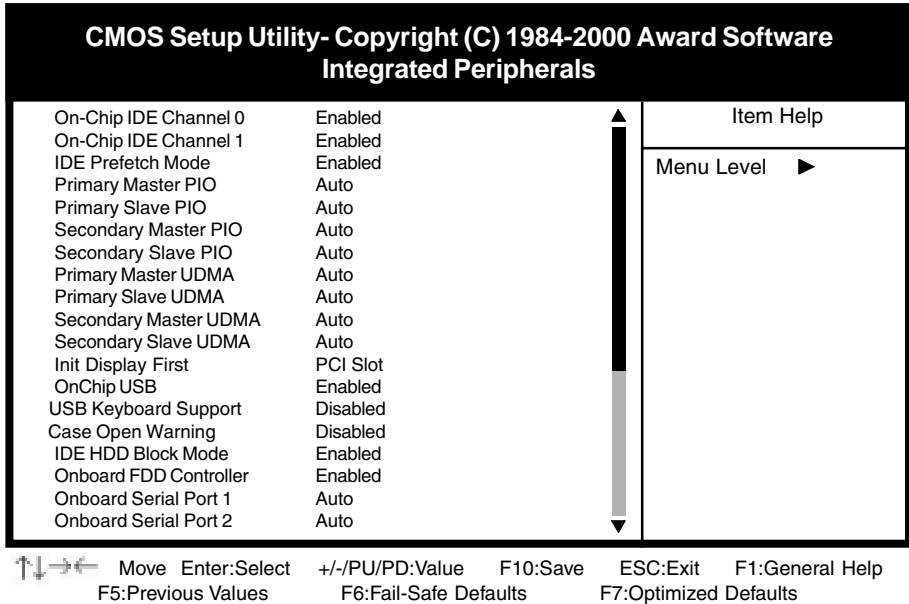 CMOS Setup Utility- Copyright (C) 1984-2000 Award Software
Integrated Peripherals
On-Chip IDE Channel 0 Enabled
On-Chip IDE Channel 1 Enabled
IDE Prefetch Mode Enabled
Primary Master PIO Auto
Primary Slave PIO Auto
Secondary Master PIO Auto
Secondary Slave PIO Auto
Primary Master UDMA Auto
Primary Slave UDMA Auto
Secondary Master UDMA Auto
Secondary Slave UDMA Auto
Init Display First PCI Slot
OnChip USB Enabled
USB Keyboard Support Disabled
Case Open Warning Disabled
IDE HDD Block Mode Enabled
Onboard FDD Controller Enabled
Onboard Serial Port 1 Auto
Onboard Serial Port 2 Auto
Item Help
Menu Level ▶
↑↓→← Move Enter:Select +/-/PU/PD:Value F10:Save ESC:Exit F1:General Help
F5:Previous Values F6:Fail-Safe Defaults F7:Optimized Defaults